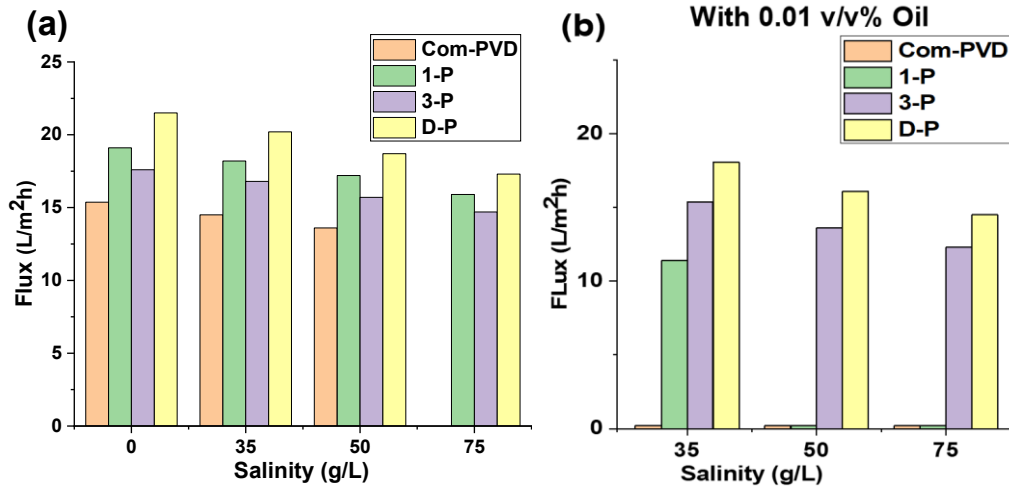 (a)
Com-PVD
1-P
3-P
D-P
25
20
15
10
5
0
Flux (L/m²h)
0 35 50 75
Salinity (g/L)
(b)
With 0.01 v/v% Oil
Com-PVD
1-P
3-P
D-P
20
10
0
FLux (L/m²h)
35 50 75
Salinity (g/L)